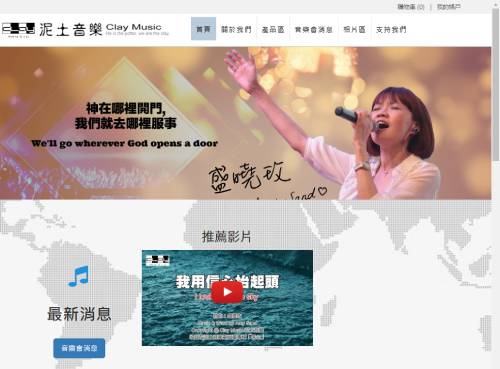 購物車 (0) | 我的帳戶
泥土音樂 Clay Music
He is the potter, we are the clay.
首頁 關於我們 產品區 音樂會消息 相片區 支持我們
神在哪裡開門,
我們就去哪裡服事
We'll go wherever God opens a door
盛曉玫
Sand
推薦影片
我用信心抬起頭
最新消息
音樂會消息